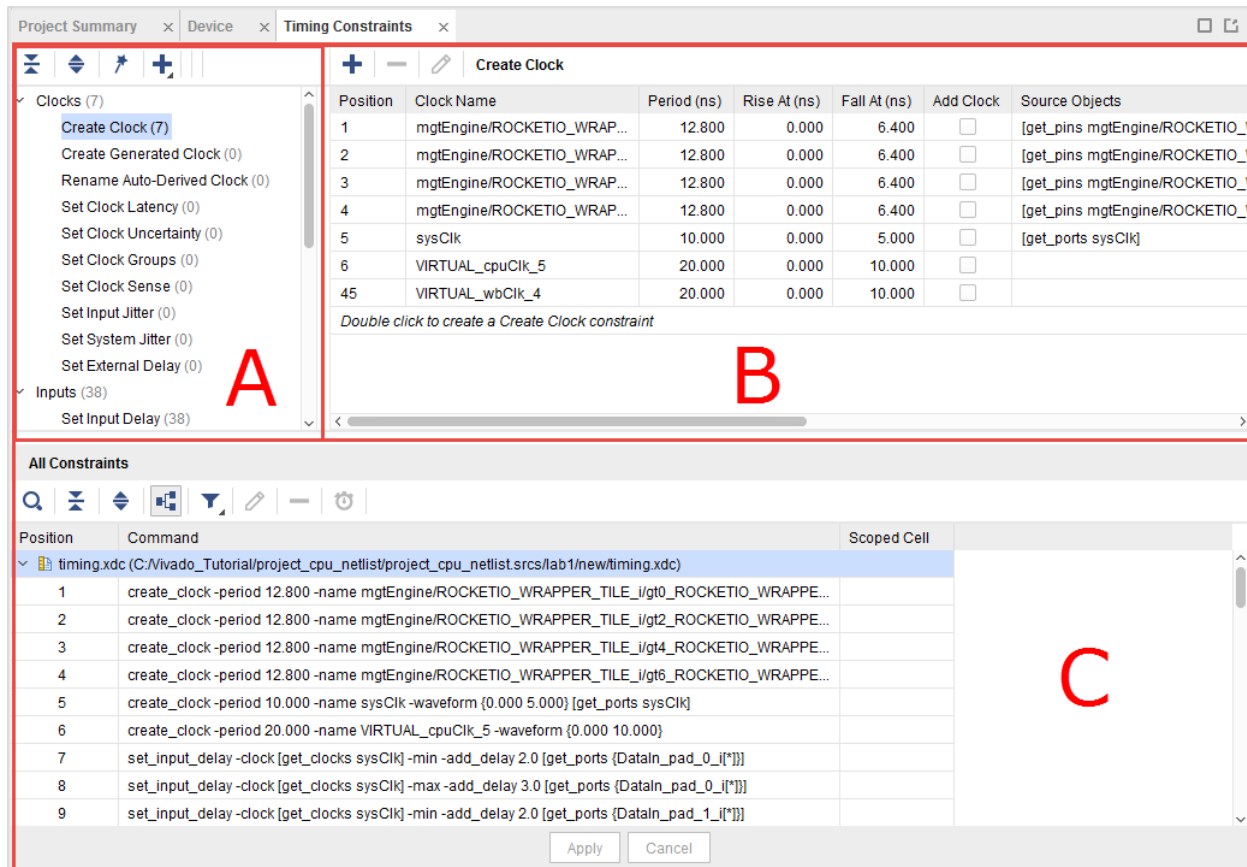 Project Summary × Device × Timing Constraints ×
Clocks (7)
Create Clock (7)
Create Generated Clock (0)
Rename Auto-Derived Clock (0)
Set Clock Latency (0)
Set Clock Uncertainty (0)
Set Clock Groups (0)
Set Clock Sense (0)
Set Input Jitter (0)
Set System Jitter (0)
Set External Delay (0)
Inputs (38)
Set Input Delay (38)
A
Create Clock
Position Clock Name Period (ns) Rise At (ns) Fall At (ns) Add Clock Source Objects
1 mgtEngine/ROCKETIO_WRAP... 12.800 0.000 6.400 [get_pins mgtEngine/ROCKETIO_
2 mgtEngine/ROCKETIO_WRAP... 12.800 0.000 6.400 [get_pins mgtEngine/ROCKETIO_
3 mgtEngine/ROCKETIO_WRAP... 12.800 0.000 6.400 [get_pins mgtEngine/ROCKETIO_
4 mgtEngine/ROCKETIO_WRAP... 12.800 0.000 6.400 [get_pins mgtEngine/ROCKETIO_
5 sysClk 10.000 0.000 5.000 [get_ports sysClk]
6 VIRTUAL_cpuClk_5 20.000 0.000 10.000
45 VIRTUAL_wbClk_4 20.000 0.000 10.000
Double click to create a Create Clock constraint
B
All Constraints
Position Command Scoped Cell
timing.xdc (C:/Vivado_Tutorial/project_cpu_netlist/project_cpu_netlist.srcs/lab1/new/timing.xdc)
1 create_clock -period 12.800 -name mgtEngine/ROCKETIO_WRAPPER_TILE_i/gt0_ROCKETIO_WRAPPE...
2 create_clock -period 12.800 -name mgtEngine/ROCKETIO_WRAPPER_TILE_i/gt2_ROCKETIO_WRAPPE...
3 create_clock -period 12.800 -name mgtEngine/ROCKETIO_WRAPPER_TILE_i/gt4_ROCKETIO_WRAPPE...
4 create_clock -period 12.800 -name mgtEngine/ROCKETIO_WRAPPER_TILE_i/gt6_ROCKETIO_WRAPPE...
5 create_clock -period 10.000 -name sysClk -waveform {0.000 5.000} [get_ports sysClk]
6 create_clock -period 20.000 -name VIRTUAL_cpuClk_5 -waveform {0.000 10.000}
7 set_input_delay -clock [get_clocks sysClk] -min -add_delay 2.0 [get_ports {DataIn_pad_0_i[*]}]
8 set_input_delay -clock [get_clocks sysClk] -max -add_delay 3.0 [get_ports {DataIn_pad_0_i[*]}]
9 set_input_delay -clock [get_clocks sysClk] -min -add_delay 2.0 [get_ports {DataIn_pad_1_i[*]}]
C
Apply Cancel